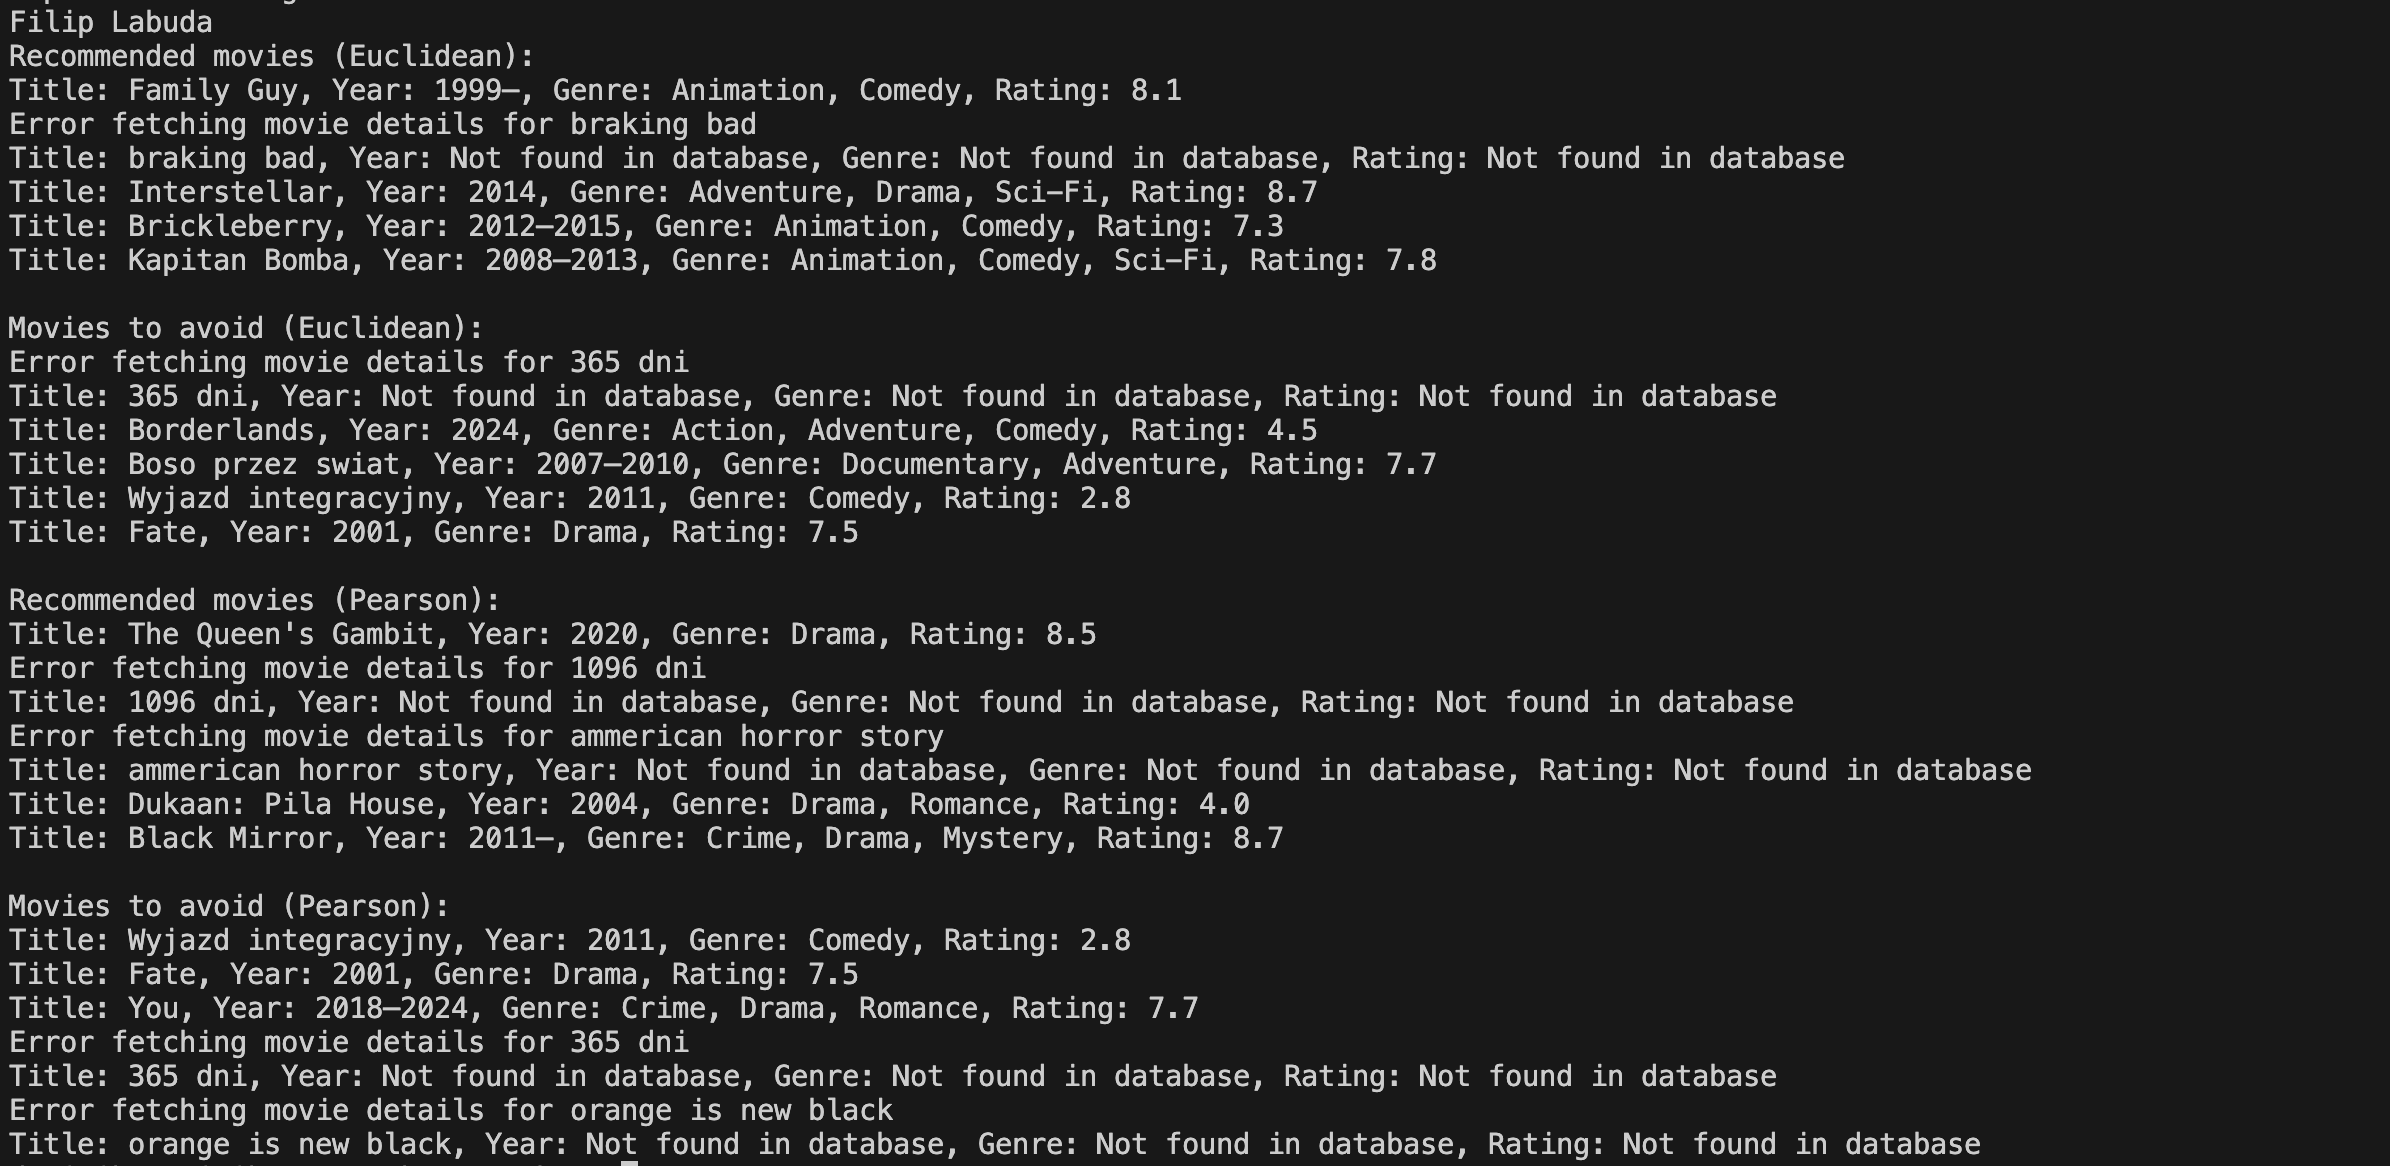 Filip Labuda
Recommended movies (Euclidean):
Title: Family Guy, Year: 1999–, Genre: Animation, Comedy, Rating: 8.1
Error fetching movie details for braking bad
Title: braking bad, Year: Not found in database, Genre: Not found in database, Rating: Not found in database
Title: Interstellar, Year: 2014, Genre: Adventure, Drama, Sci-Fi, Rating: 8.7
Title: Brickleberry, Year: 2012–2015, Genre: Animation, Comedy, Rating: 7.3
Title: Kapitan Bomba, Year: 2008–2013, Genre: Animation, Comedy, Sci-Fi, Rating: 7.8

Movies to avoid (Euclidean):
Error fetching movie details for 365 dni
Title: 365 dni, Year: Not found in database, Genre: Not found in database, Rating: Not found in database
Title: Borderlands, Year: 2024, Genre: Action, Adventure, Comedy, Rating: 4.5
Title: Boso przez swiat, Year: 2007–2010, Genre: Documentary, Adventure, Rating: 7.7
Title: Wyjazd integracyjny, Year: 2011, Genre: Comedy, Rating: 2.8
Title: Fate, Year: 2001, Genre: Drama, Rating: 7.5

Recommended movies (Pearson):
Title: The Queen's Gambit, Year: 2020, Genre: Drama, Rating: 8.5
Error fetching movie details for 1096 dni
Title: 1096 dni, Year: Not found in database, Genre: Not found in database, Rating: Not found in database
Error fetching movie details for ammerican horror story
Title: ammerican horror story, Year: Not found in database, Genre: Not found in database, Rating: Not found in database
Title: Dukaan: Pila House, Year: 2004, Genre: Drama, Romance, Rating: 4.0
Title: Black Mirror, Year: 2011–, Genre: Crime, Drama, Mystery, Rating: 8.7

Movies to avoid (Pearson):
Title: Wyjazd integracyjny, Year: 2011, Genre: Comedy, Rating: 2.8
Title: Fate, Year: 2001, Genre: Drama, Rating: 7.5
Title: You, Year: 2018–2024, Genre: Crime, Drama, Romance, Rating: 7.7
Error fetching movie details for 365 dni
Title: 365 dni, Year: Not found in database, Genre: Not found in database, Rating: Not found in database
Error fetching movie details for orange is new black
Title: orange is new black, Year: Not found in database, Genre: Not found in database, Rating: Not found in database